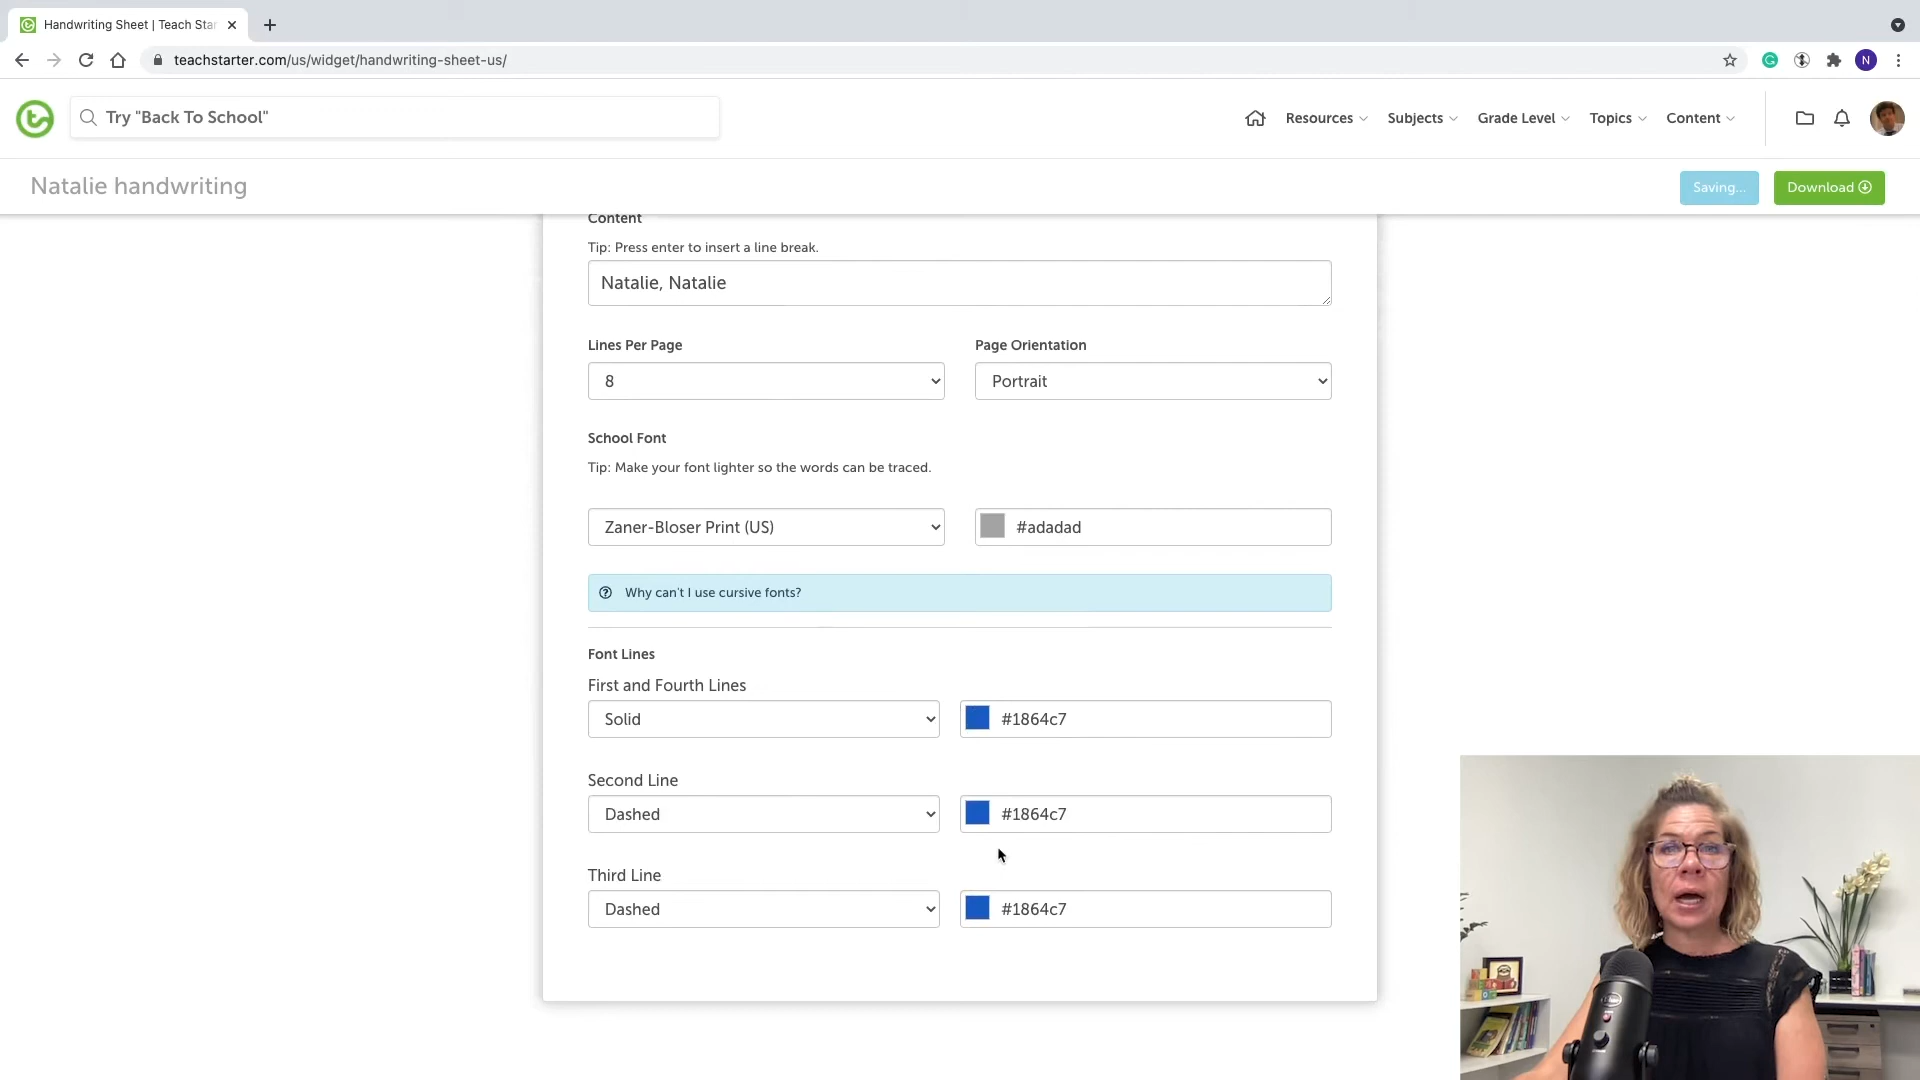 Handwriting Sheet | Teach Star
teachstarter.com/us/widget/handwriting-sheet-us/
N
Try "Back To School"
Resources
Subjects
Grade Level
Topics
Content
Natalie handwriting
Saving...
Download
Content
Tip: Press enter to insert a line break.
Natalie, Natalie
Lines Per Page
Page Orientation
8
Portrait
School Font
Tip: Make your font lighter so the words can be traced.
Zaner-Bloser Print (US)
#adadad
Why can't I use cursive fonts?
Font Lines
First and Fourth Lines
Solid
#1864c7
Second Line
Dashed
#1864c7
Third Line
Dashed
#1864c7